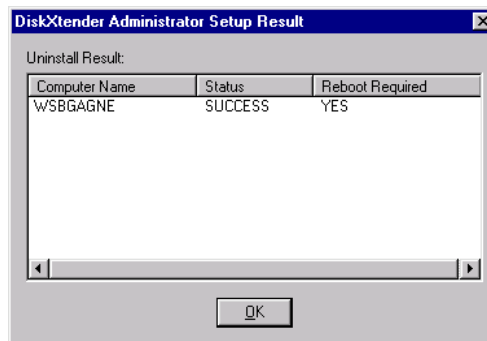 DiskXtender Administrator Setup Result
Uninstall Result:
Computer Name Status Reboot Required
WSBGAGNE SUCCESS YES
OK